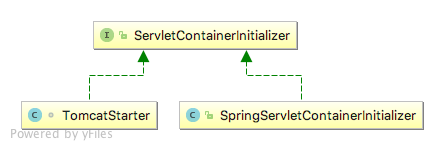 I ServletContainerInitializer
C TomcatStarter
C SpringServletContainerInitializer
Powered by yFiles